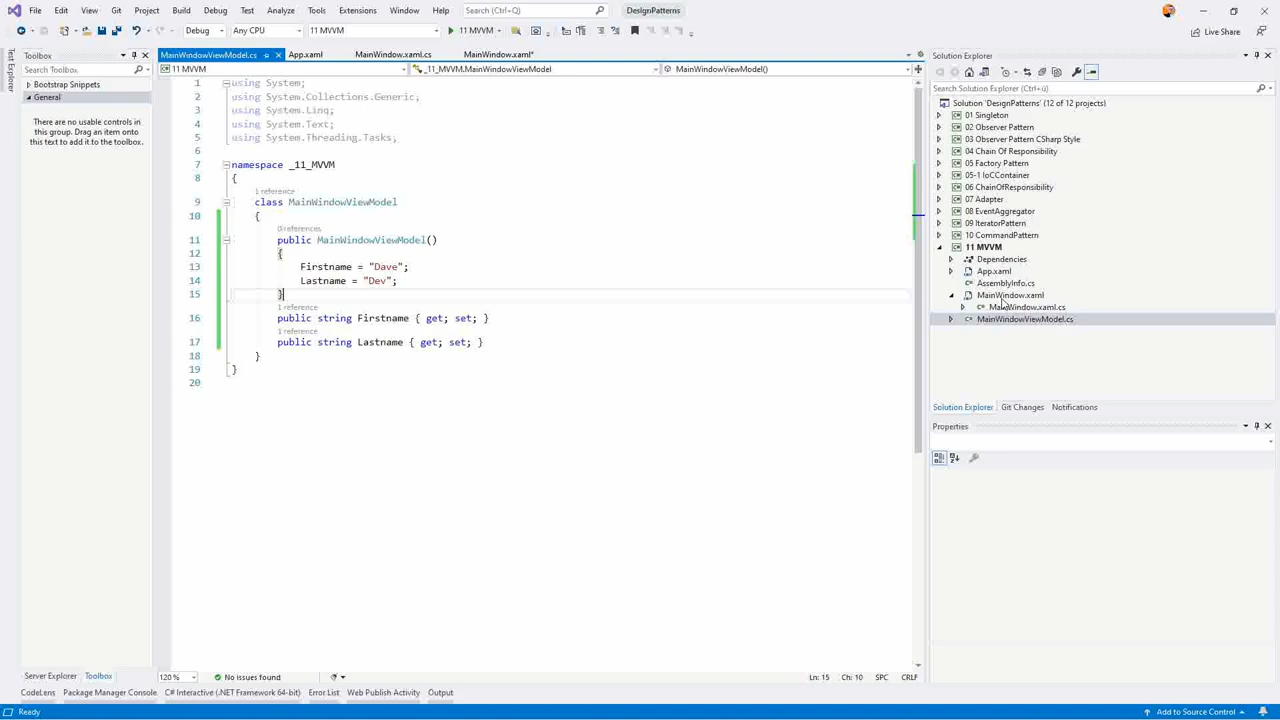 File Edit View Git Project Build Debug Test Analyze Tools Extensions Window Help Search (Ctrl+Q) DesignPatterns
Debug Any CPU 11 MVVM 11 MVVM Live Share
Test Explorer
Toolbox
Search Toolbox
Bootstrap Snippets
General
There are no usable controls in
this group. Drag an item onto
this text to add it to the toolbox.
MainWindowViewModel.cs App.xaml MainWindow.xaml.cs MainWindow.xaml*
11 MVVM _11_MVVM.MainWindowViewModel MainWindowViewModel()
1 using System;
2 using System.Collections.Generic;
3 using System.Linq;
4 using System.Text;
5 using System.Threading.Tasks;
6
7 namespace _11_MVVM
8 {
1 reference
9 class MainWindowViewModel
10 {
0 references
11 public MainWindowViewModel()
12 {
13 Firstname = "Dave";
14 Lastname = "Dev";
15 }
1 reference
16 public string Firstname { get; set; }
1 reference
17 public string Lastname { get; set; }
18 }
19 }
20
120 % No issues found Ln: 15 Ch: 10 SPC CRLF
Solution Explorer
Search Solution Explorer (Ctrl+ü)
Solution 'DesignPatterns' (12 of 12 projects)
01 Singleton
02 Observer Pattern
03 Observer Pattern CSharp Style
04 Chain Of Responsibility
05 Factory Pattern
05-1 IoCContainer
06 ChainOfResponsibility
07 Adapter
08 EventAggregator
09 IteratorPattern
10 CommandPattern
11 MVVM
Dependencies
App.xaml
AssemblyInfo.cs
MainWindow.xaml
MainWindow.xaml.cs
MainWindowViewModel.cs
Solution Explorer Git Changes Notifications
Properties
Server Explorer Toolbox
CodeLens Package Manager Console C# Interactive (.NET Framework 64-bit) Error List Web Publish Activity Output
Ready Add to Source Control